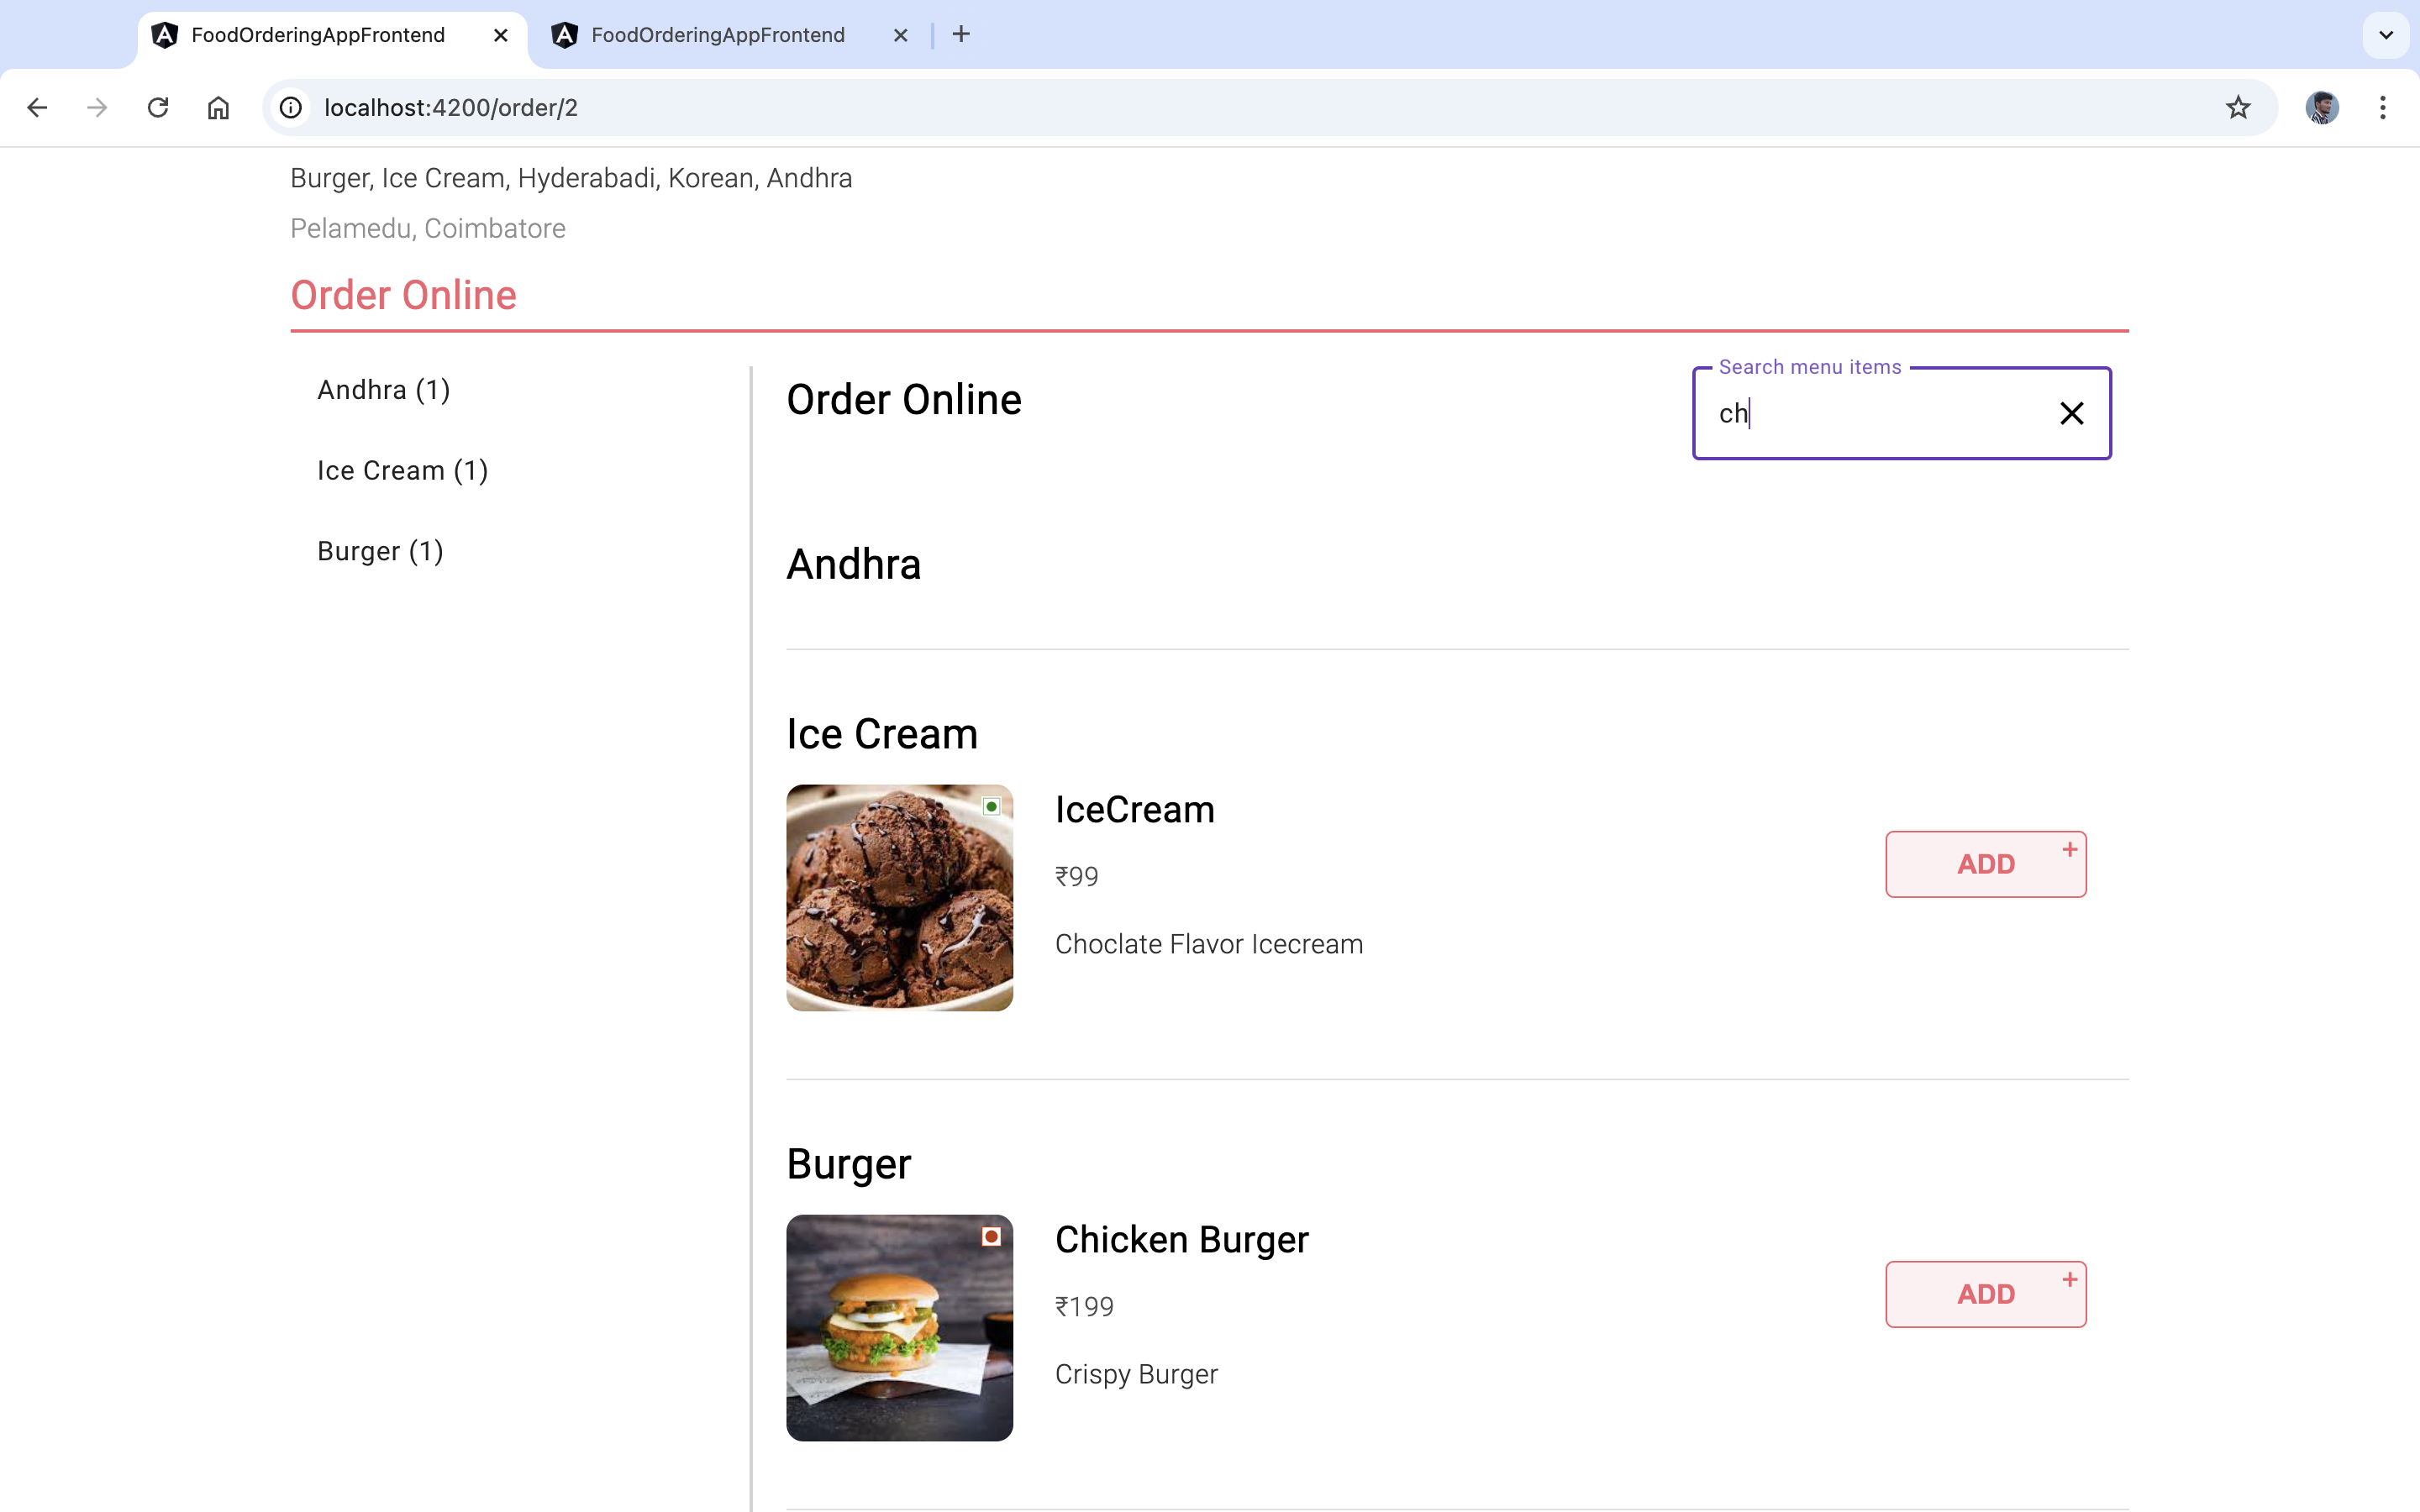 FoodOrderingAppFrontend
FoodOrderingAppFrontend
localhost:4200/order/2
Burger, Ice Cream, Hyderabadi, Korean, Andhra
Pelamedu, Coimbatore
Order Online
Andhra (1)
Ice Cream (1)
Burger (1)
Order Online
Search menu items
ch
Andhra
Ice Cream
IceCream
₹99
Choclate Flavor Icecream
ADD +
Burger
Chicken Burger
₹199
Crispy Burger
ADD +